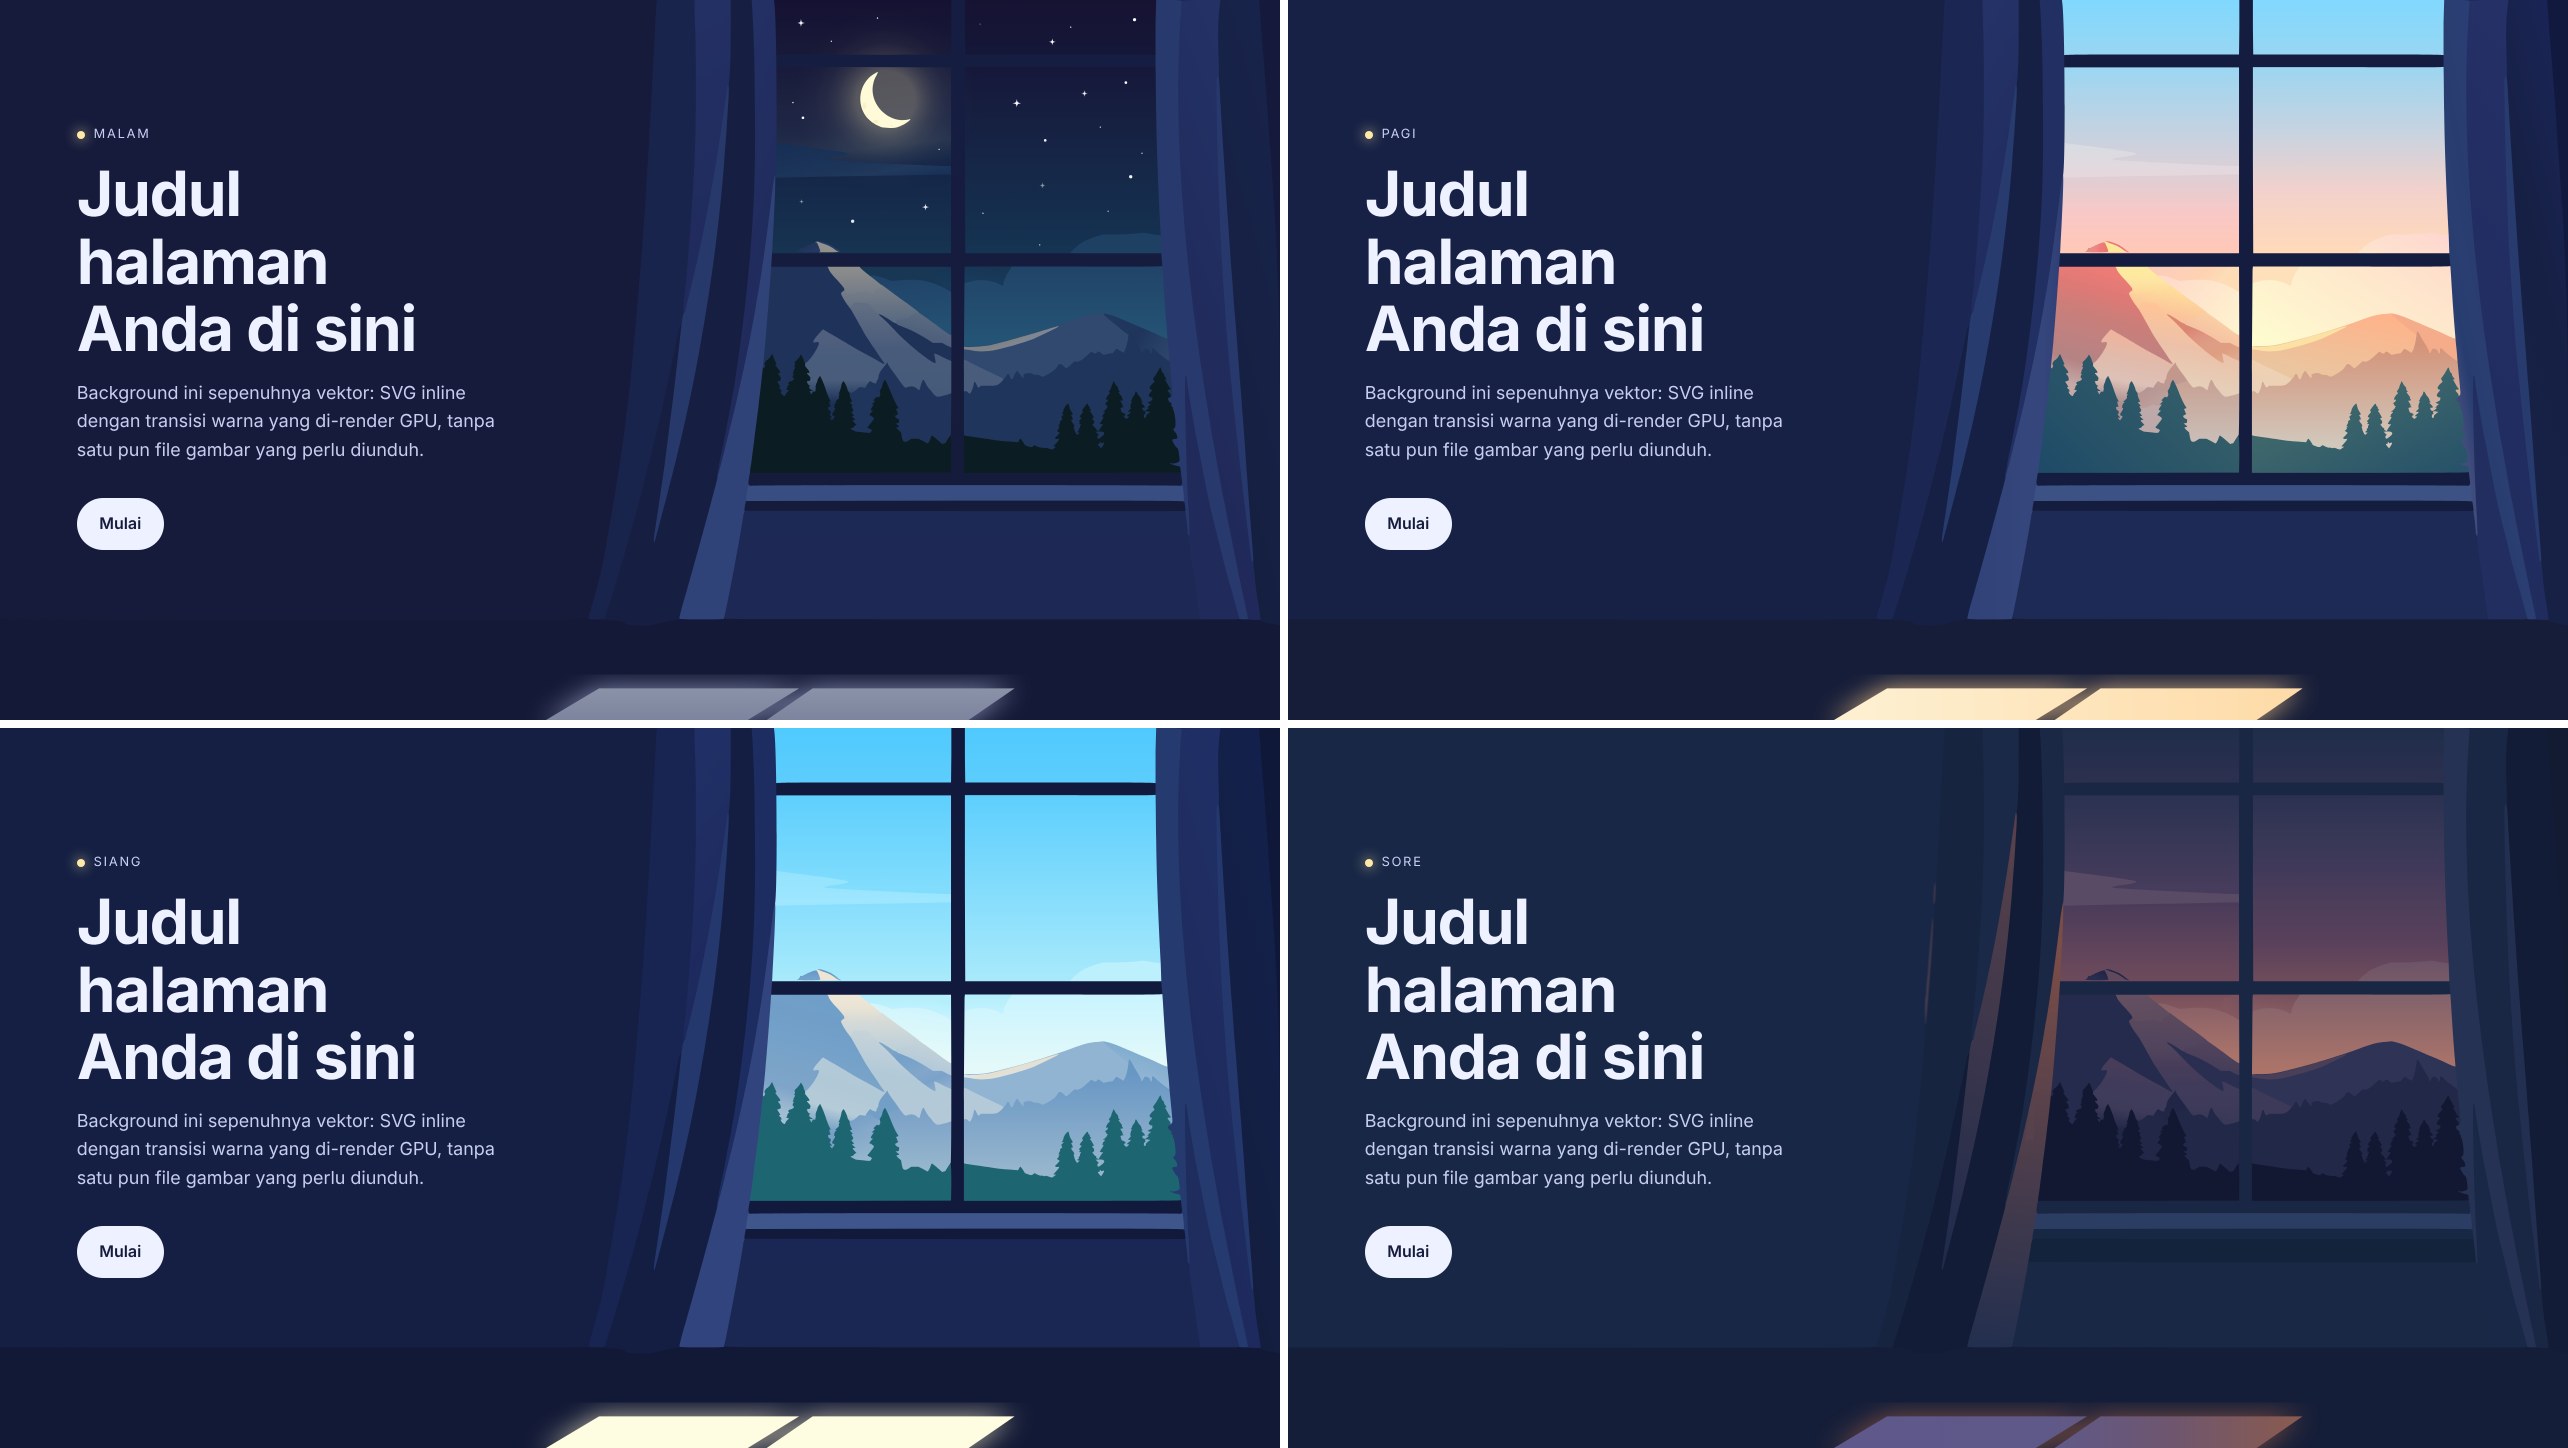 MALAM
Judul
halaman
Anda di sini
Background ini sepenuhnya vektor: SVG inline
dengan transisi warna yang di-render GPU, tanpa
satu pun file gambar yang perlu diunduh.
Mulai
PAGI
Judul
halaman
Anda di sini
Background ini sepenuhnya vektor: SVG inline
dengan transisi warna yang di-render GPU, tanpa
satu pun file gambar yang perlu diunduh.
Mulai
SIANG
Judul
halaman
Anda di sini
Background ini sepenuhnya vektor: SVG inline
dengan transisi warna yang di-render GPU, tanpa
satu pun file gambar yang perlu diunduh.
Mulai
SORE
Judul
halaman
Anda di sini
Background ini sepenuhnya vektor: SVG inline
dengan transisi warna yang di-render GPU, tanpa
satu pun file gambar yang perlu diunduh.
Mulai